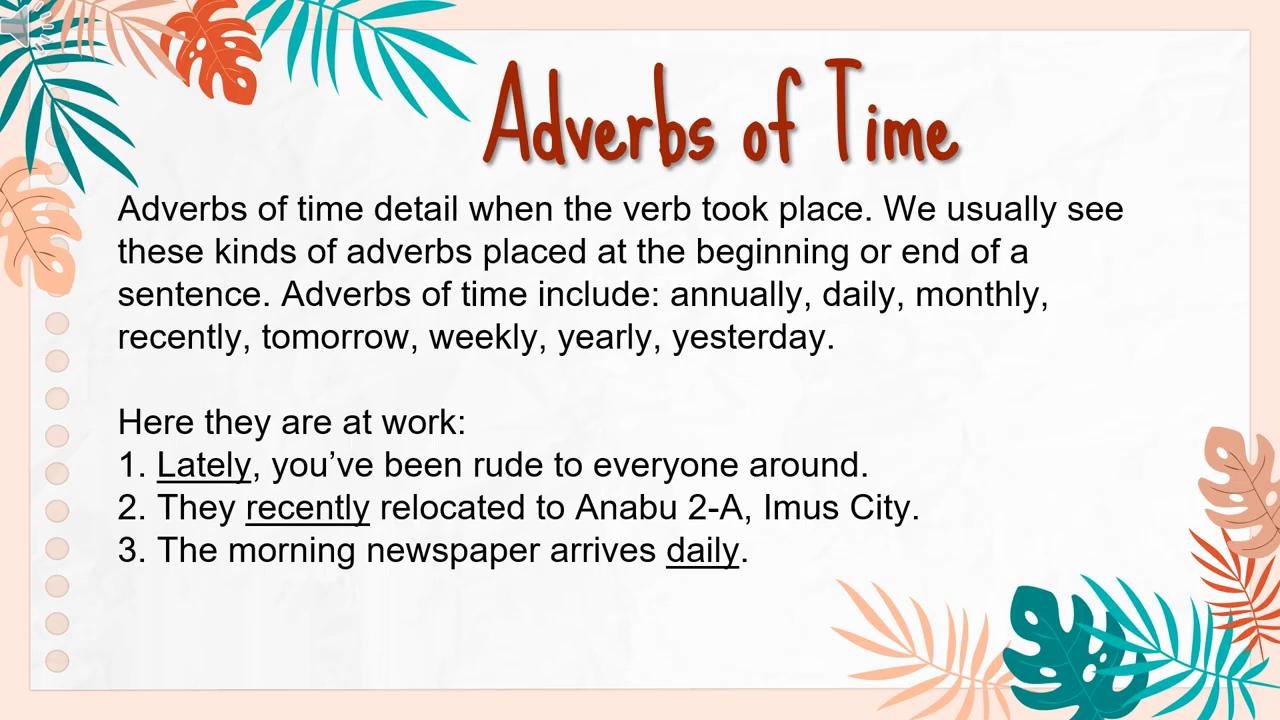 Adverbs of Time
Adverbs of time detail when the verb took place. We usually see
these kinds of adverbs placed at the beginning or end of a
sentence. Adverbs of time include: annually, daily, monthly,
recently, tomorrow, weekly, yearly, yesterday.
Here they are at work:
1. Lately, you’ve been rude to everyone around.
2. They recently relocated to Anabu 2-A, Imus City.
3. The morning newspaper arrives daily.